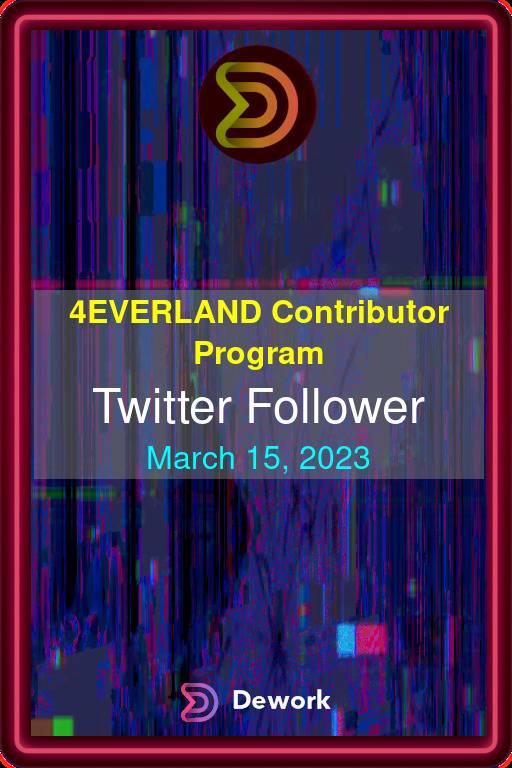 4EVERLAND Contributor
Program
Twitter Follower
March 15, 2023
Dework